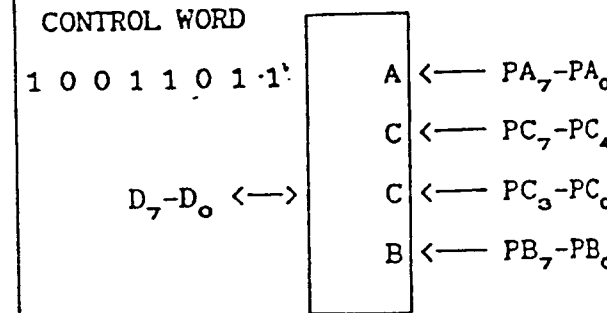 CONTROL WORD
1 0 0 1 1 0 1 1 A <— PA₇-PA₀
C <— PC₇-PC₄
D₇-D₀ <—> C <— PC₃-PC₀
B <— PB₇-PB₀